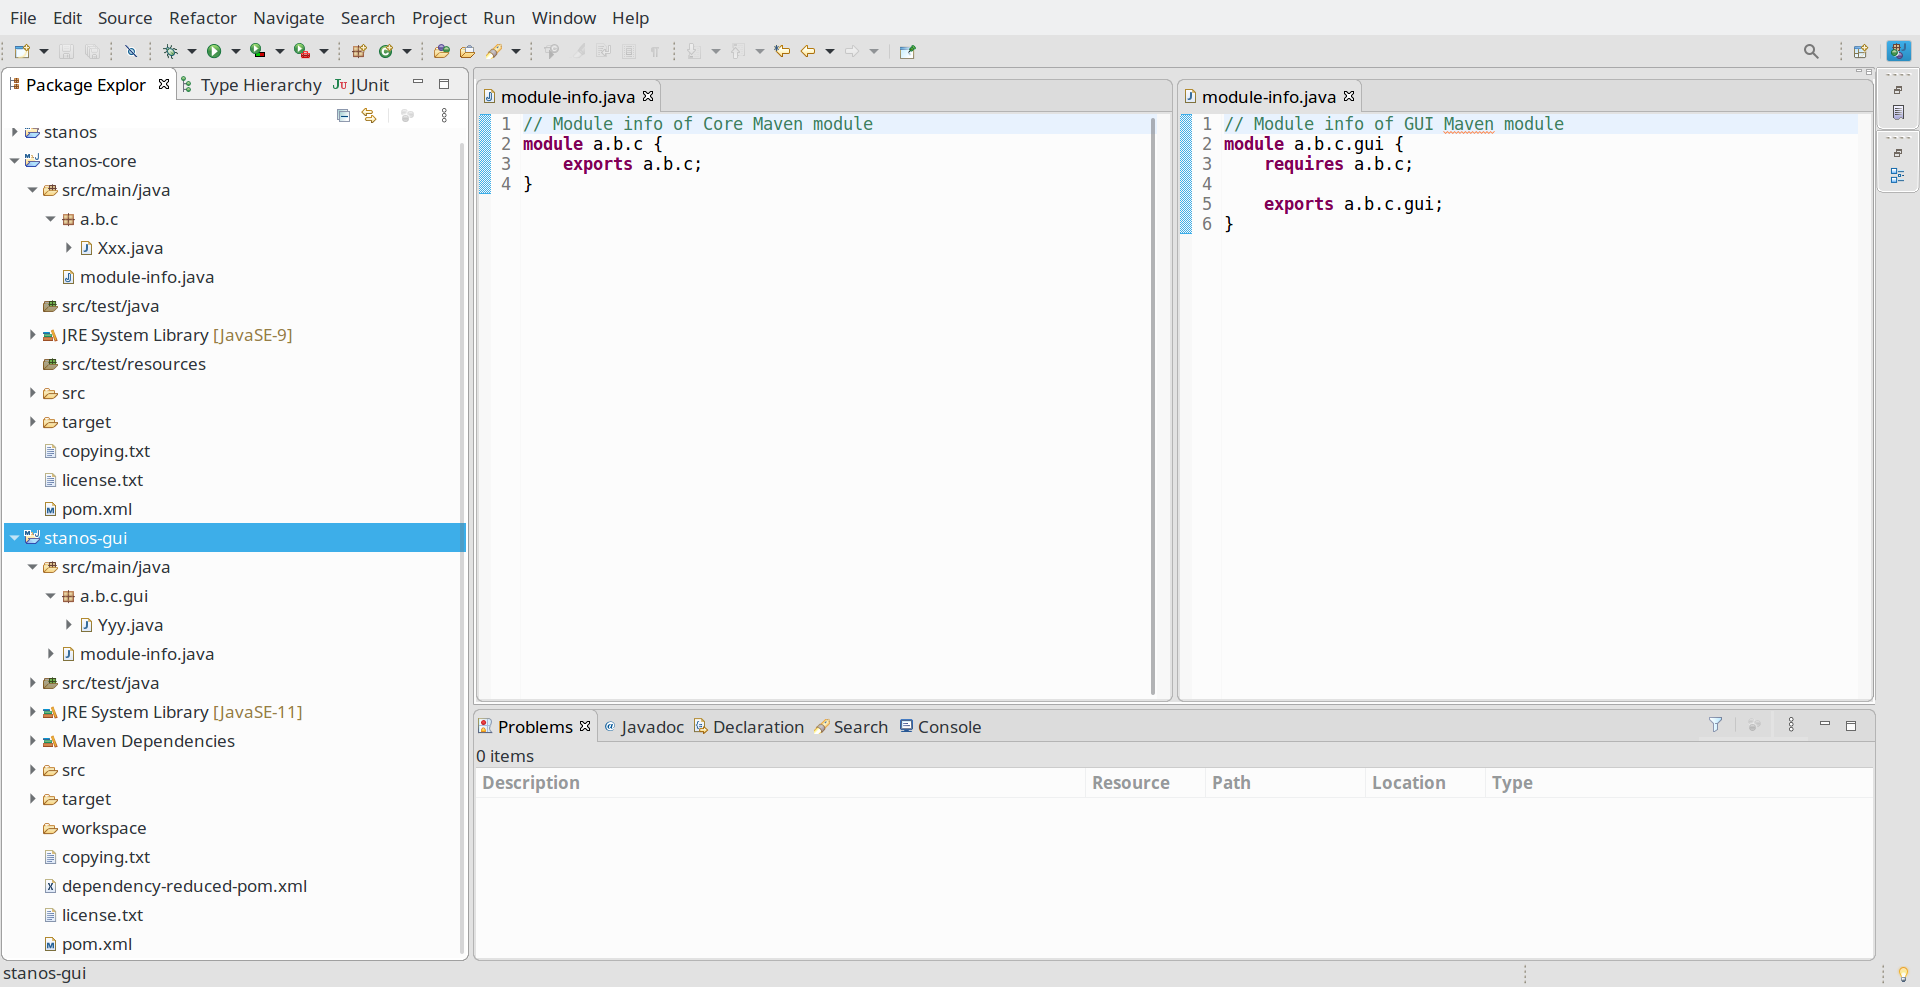 File Edit Source Refactor Navigate Search Project Run Window Help
Package Explor
Type Hierarchy
JUnit
stanos
stanos-core
src/main/java
a.b.c
Xxx.java
module-info.java
src/test/java
JRE System Library [JavaSE-9]
src/test/resources
src
target
copying.txt
license.txt
pom.xml
stanos-gui
src/main/java
a.b.c.gui
Yyy.java
module-info.java
src/test/java
JRE System Library [JavaSE-11]
Maven Dependencies
src
target
workspace
copying.txt
dependency-reduced-pom.xml
license.txt
pom.xml
module-info.java
1 // Module info of Core Maven module
2 module a.b.c {
3 exports a.b.c;
4 }
module-info.java
1 // Module info of GUI Maven module
2 module a.b.c.gui {
3 requires a.b.c;
4
5 exports a.b.c.gui;
6 }
Problems
Javadoc
Declaration
Search
Console
0 items
Description Resource Path Location Type
stanos-gui